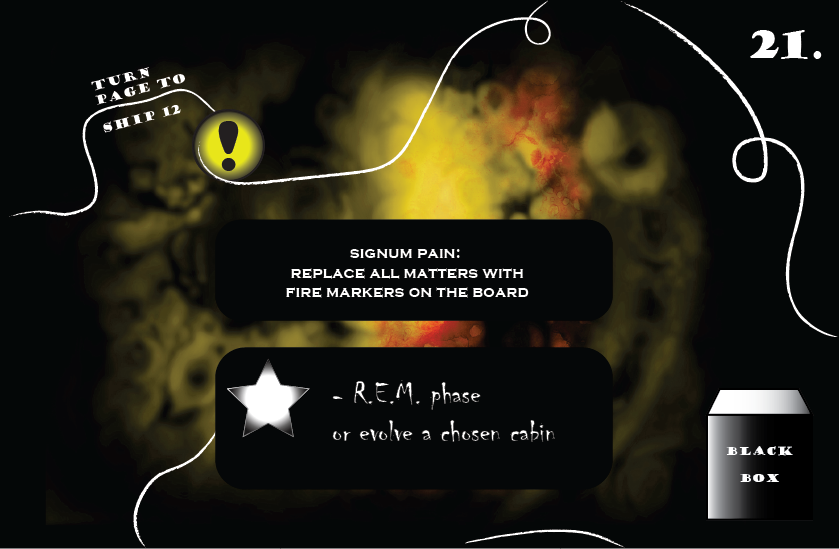 21.
TURN
PAGE TO
SHIP 12
!
SIGNUM PAIN:
REPLACE ALL MATTERS WITH
FIRE MARKERS ON THE BOARD
- R.E.M. phase
or evolve a chosen cabin
BLACK
BOX